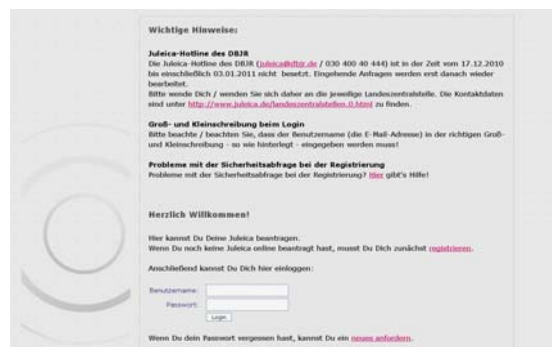 Wichtige Hinweise:
Juleica-Hotline des DBJR
Die Juleica-Hotline des DBJR (juleica@dbjr.de / 030 400 40 444) ist in der Zeit vom 17.12.2010
bis einschließlich 03.01.2011 nicht besetzt. Eingehende Anfragen werden erst danach wieder
bearbeitet.
Bitte wende Dich / wenden Sie sich daher an die jeweilige Landeszentralstelle. Die Kontaktdaten
sind unter http://www.juleica.de/landeszentralstellen.0.html zu finden.
Groß- und Kleinschreibung beim Login
Bitte beachte / beachten Sie, dass der Benutzername (die E-Mail-Adresse) in der richtigen Groß-
und Kleinschreibung - so wie hinterlegt - eingegeben werden muss!
Probleme mit der Sicherheitsabfrage bei der Registrierung
Probleme mit der Sicherheitsabfrage bei der Registrierung? Hier gibt's Hilfe!
Herzlich Willkommen!
Hier kannst Du Deine Juleica beantragen.
Wenn Du noch keine Juleica online beantragt hast, musst Du Dich zunächst registrieren.
Anschließend kannst Du Dich hier einloggen:
Benutzername:
Passwort:
Login
Wenn Du dein Passwort vergessen hast, kannst Du ein neues anfordern.